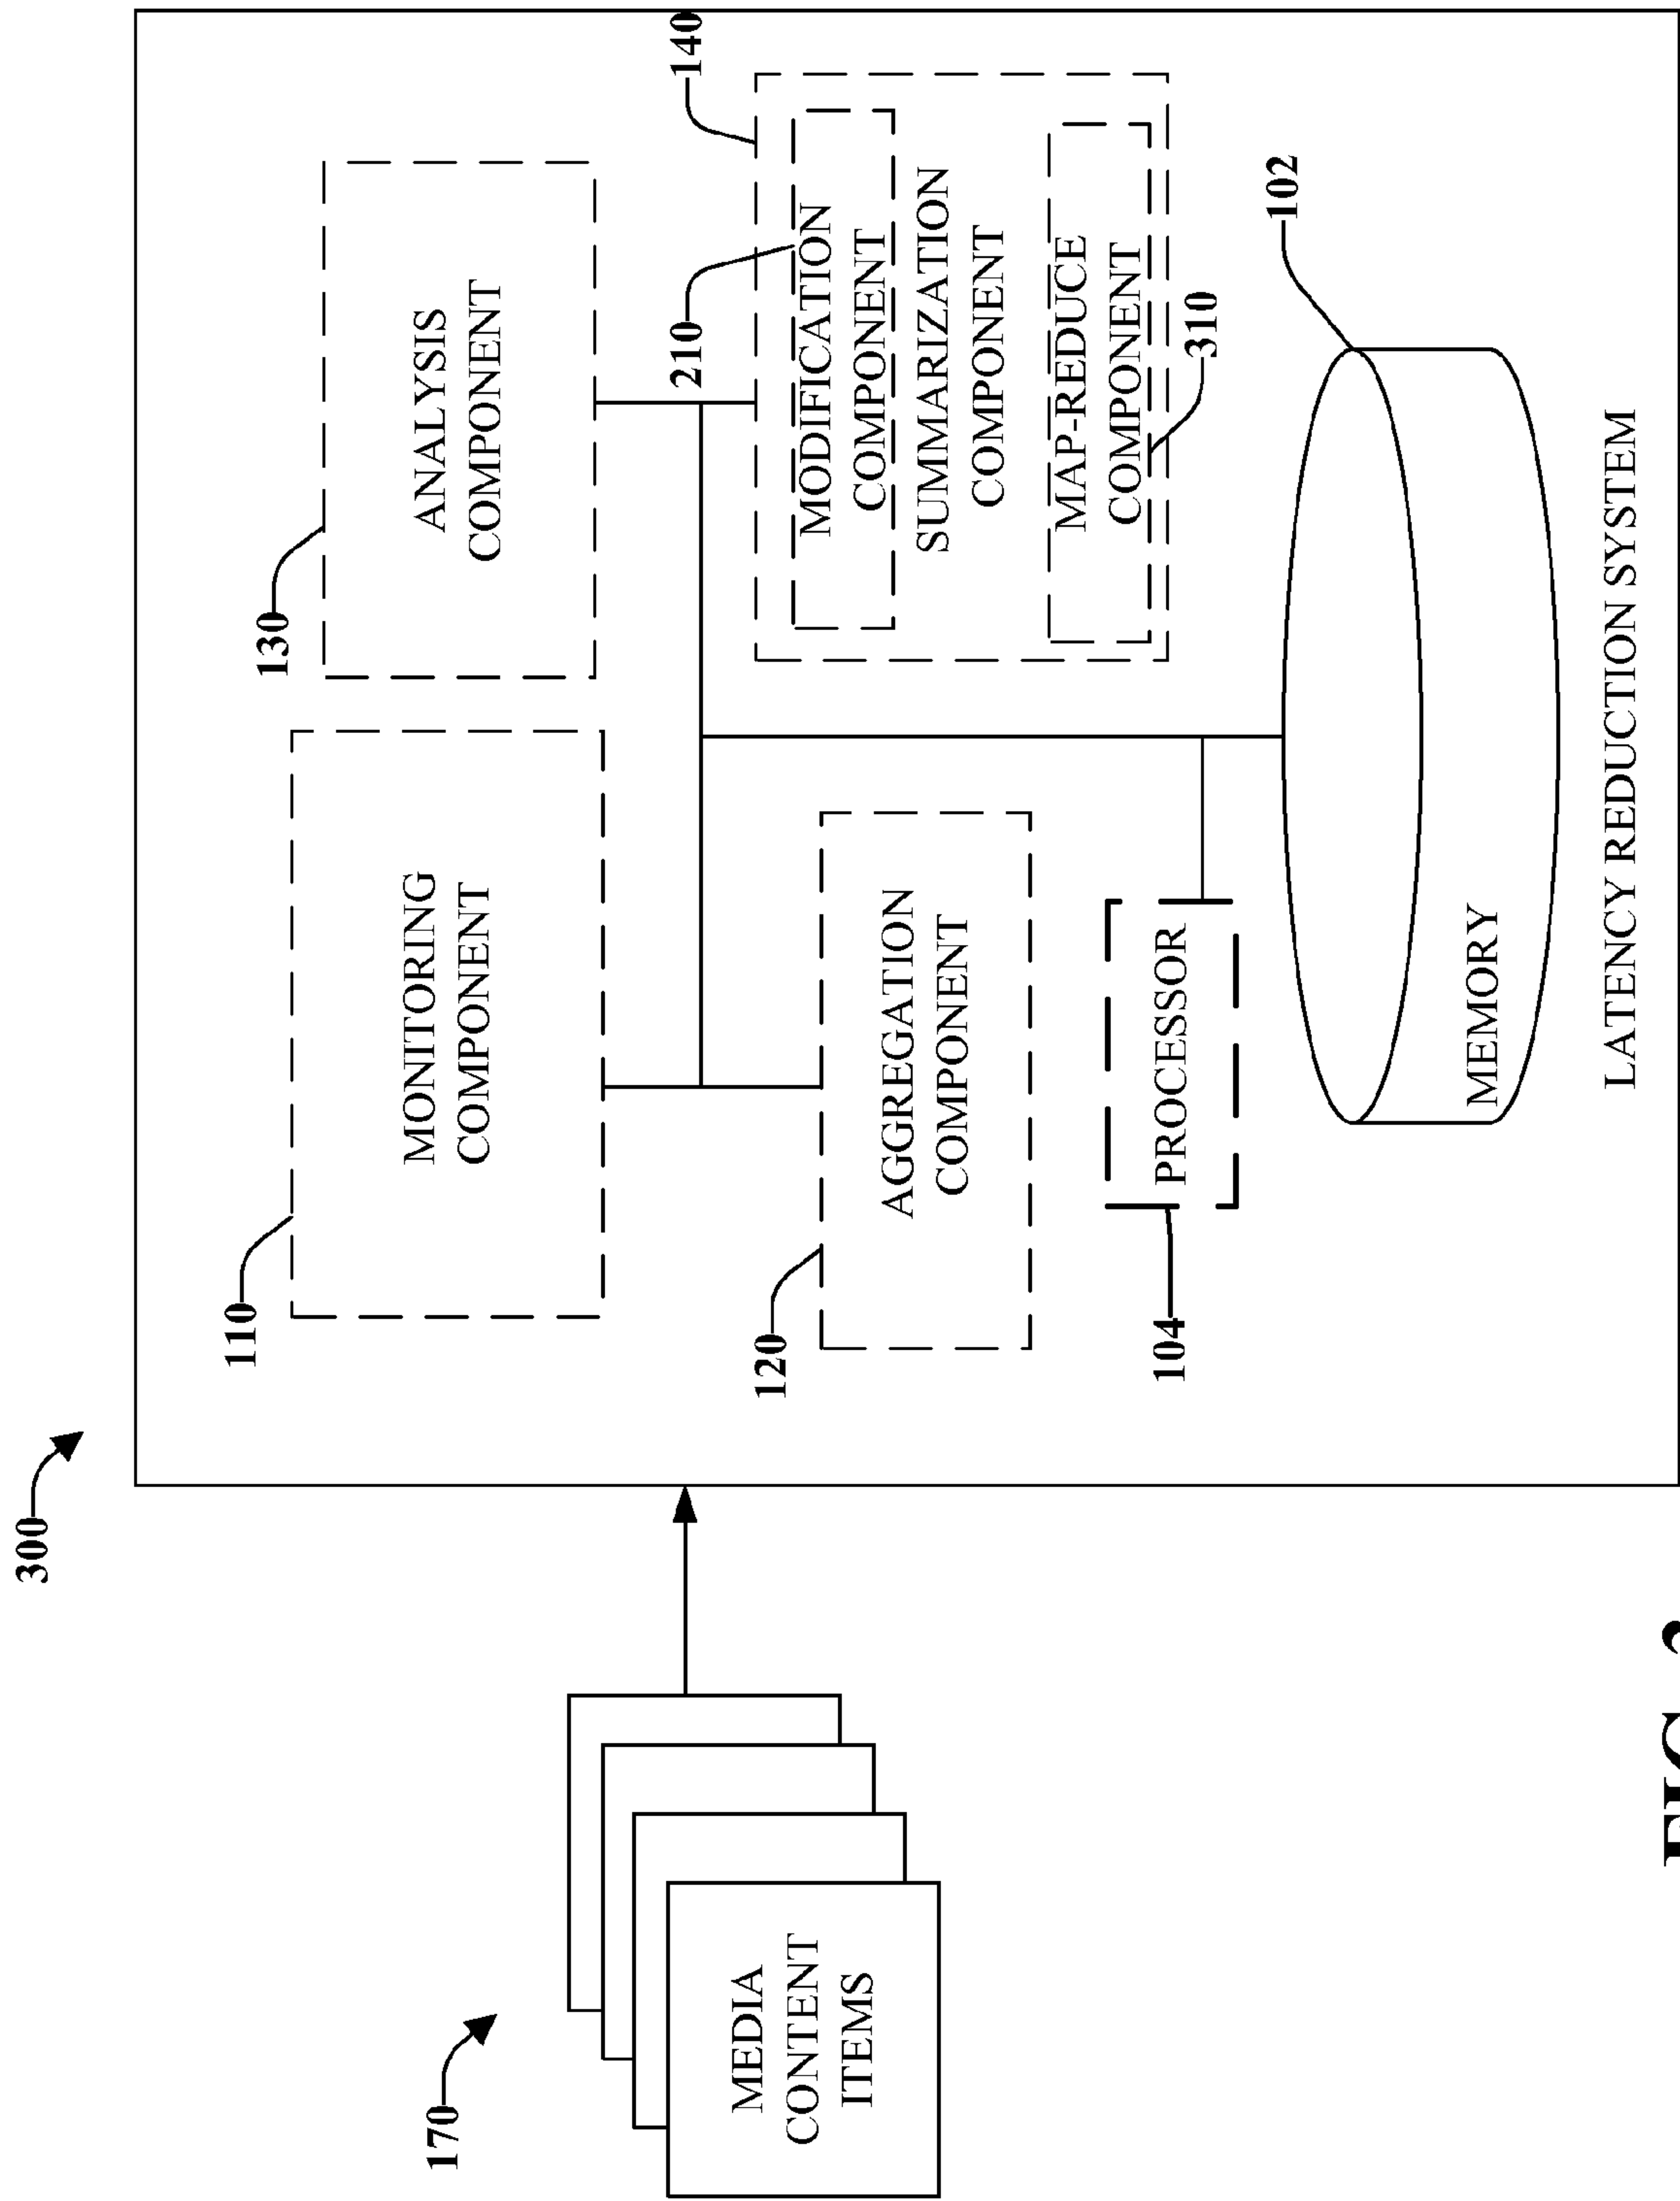 300
170
MEDIA
CONTENT
ITEMS
110
MONITORING
COMPONENT
130
ANALYSIS
COMPONENT
120
AGGREGATION
COMPONENT
140
210
MODIFICATION
COMPONENT
SUMMARIZATION
COMPONENT
MAP-REDUCE
COMPONENT
310
104
PROCESSOR
102
MEMORY
LATENCY REDUCTION SYSTEM